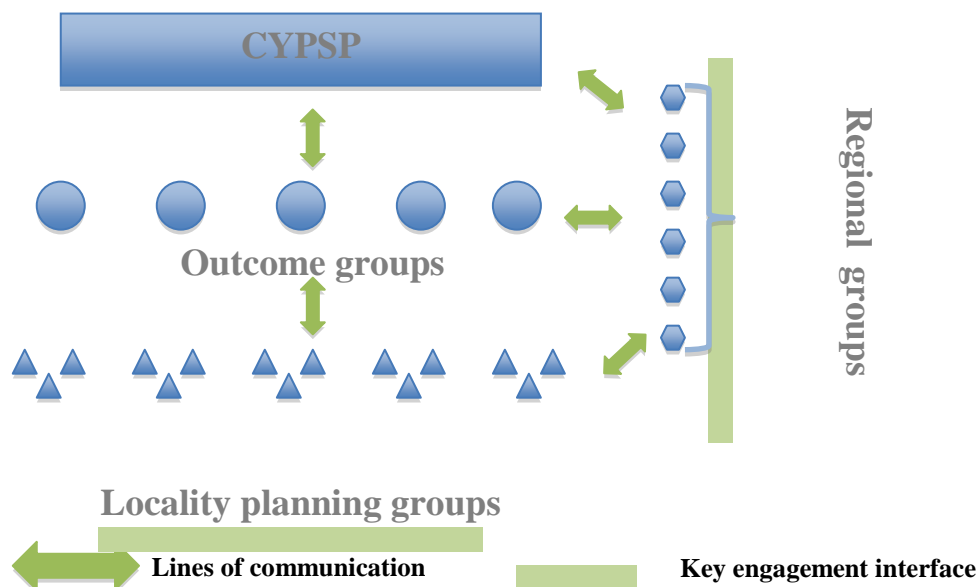 CYPSP
Outcome groups
Regional groups
Locality planning groups
Lines of communication
Key engagement interface